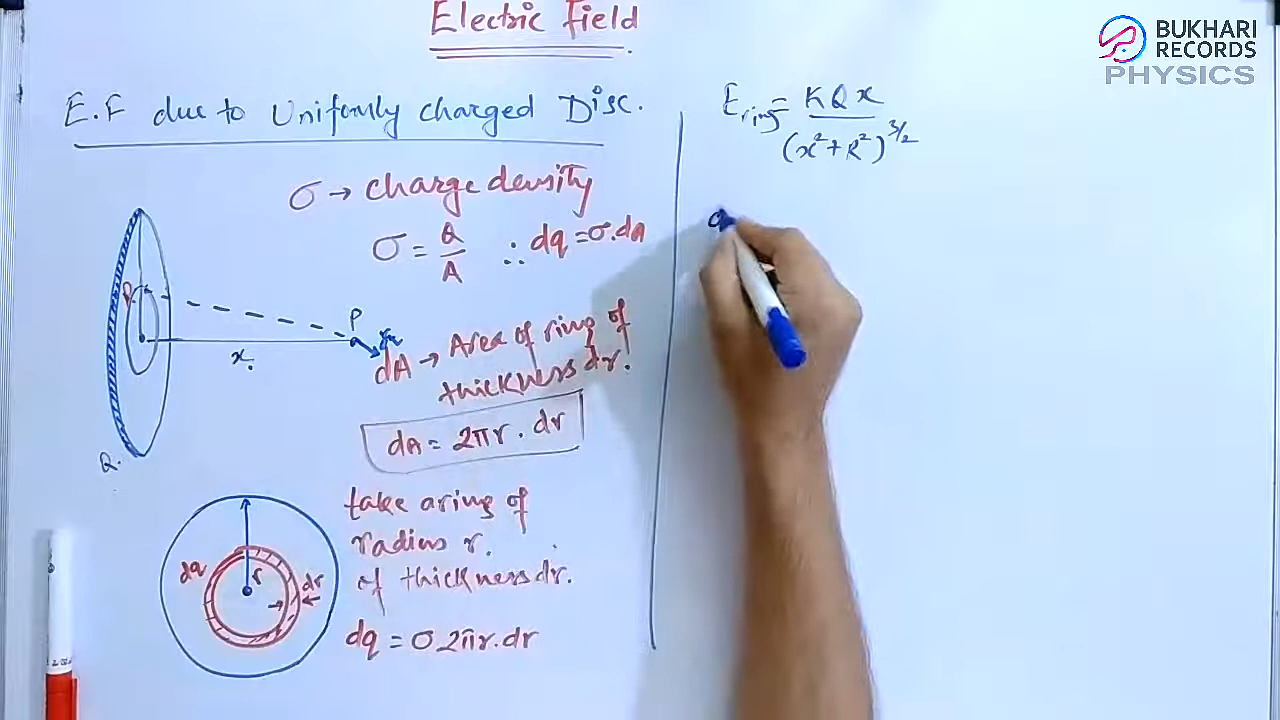 Electric field
BUKHARI
RECORDS
PHYSICS
E.F due to Uniformly charged Disc.
σ → charge density
σ = Q/A ∴ dq = σ.dA
P
x.
Q.
dA → Area of ring of
thickness dr.
dA = 2πr . dr
take a ring of
radius r.
of thickness dr.
dq = σ 2πr.dr
dq
r
dr
E ring = KQx/(x²+R²)^3/2